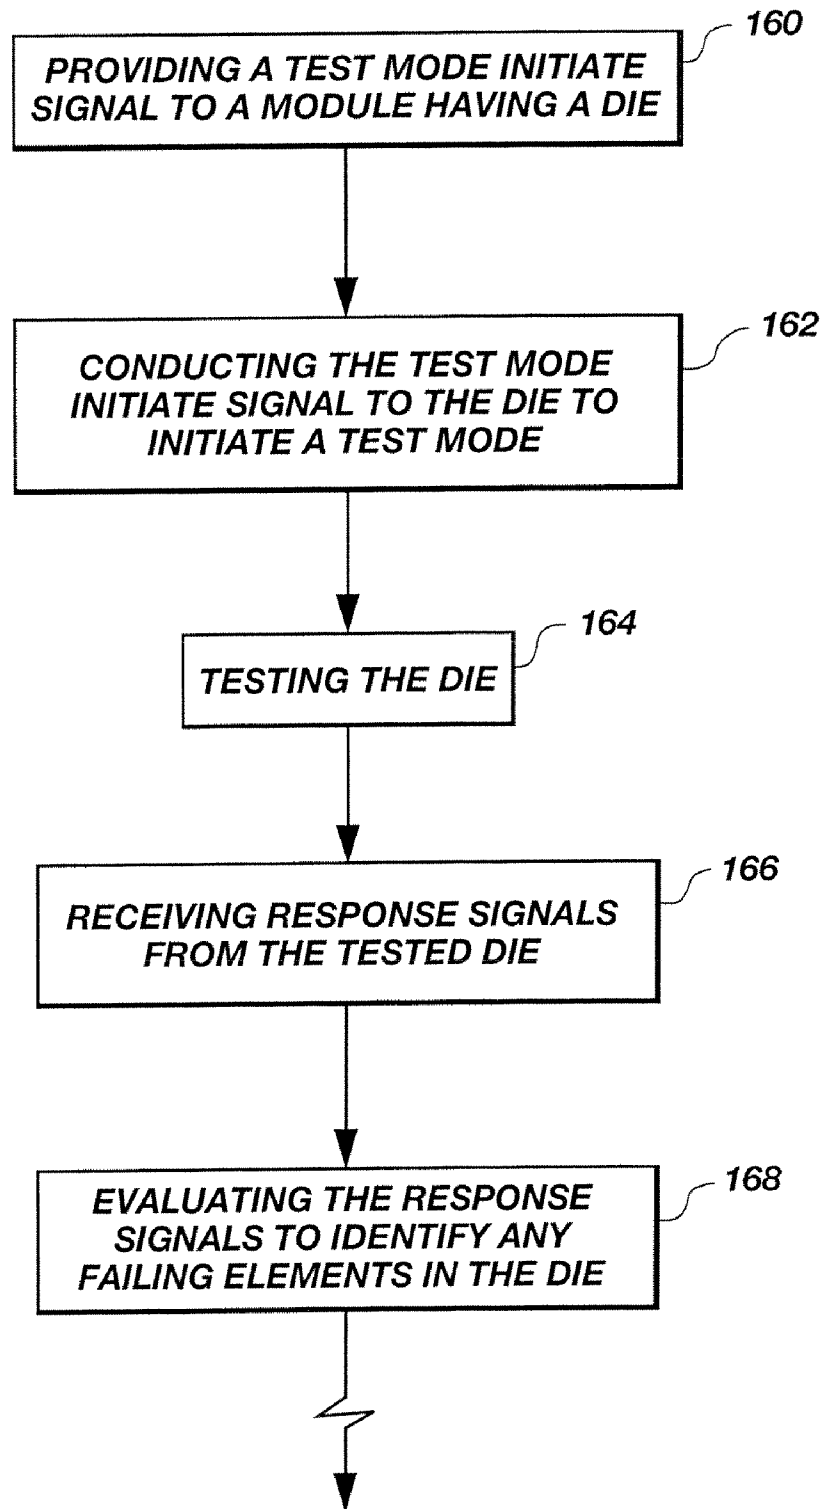 160
PROVIDING A TEST MODE INITIATE
SIGNAL TO A MODULE HAVING A DIE
162
CONDUCTING THE TEST MODE
INITIATE SIGNAL TO THE DIE TO
INITIATE A TEST MODE
164
TESTING THE DIE
166
RECEIVING RESPONSE SIGNALS
FROM THE TESTED DIE
168
EVALUATING THE RESPONSE
SIGNALS TO IDENTIFY ANY
FAILING ELEMENTS IN THE DIE